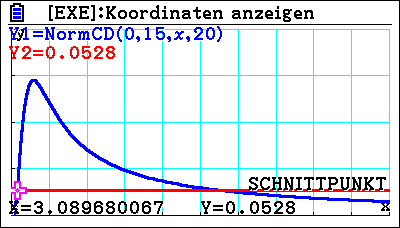 [EXE]:Koordinaten anzeigen
y
Y1=NormCD(0,15,x,20)
Y2=0.0528
SCHNITTPUNKT
X=3.089680067 Y=0.0528
x